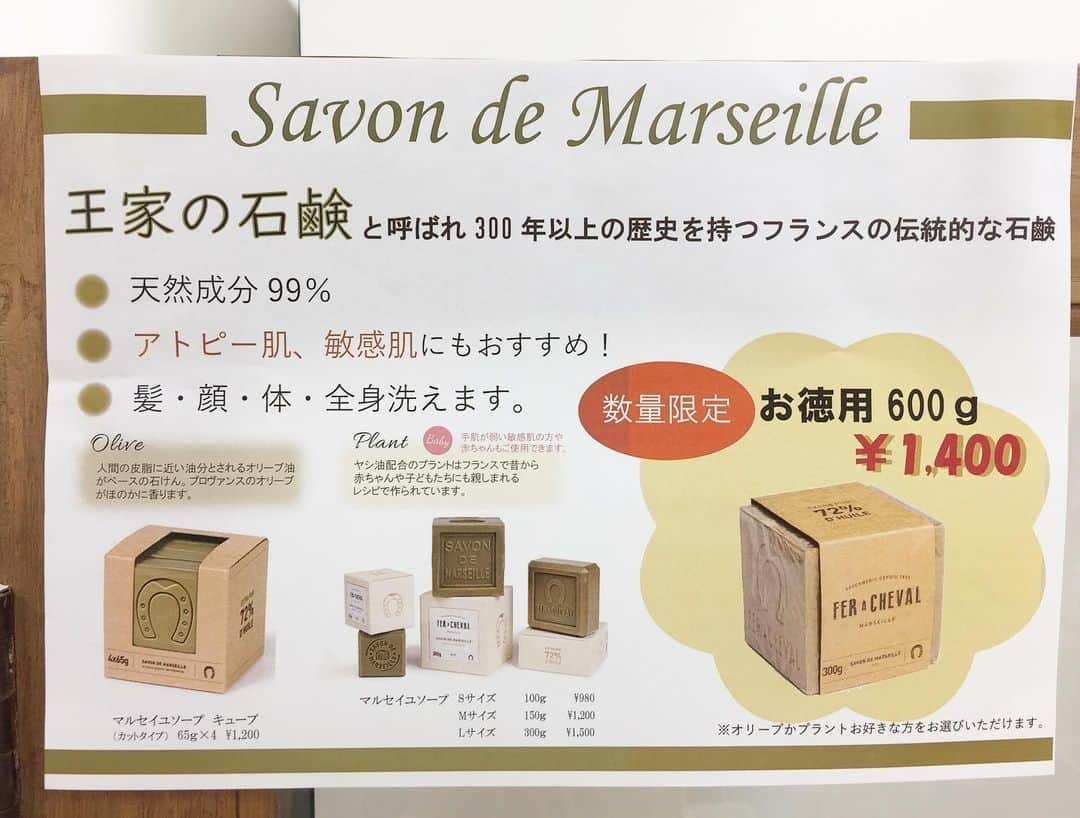 Savon de Marseille
王家の石鹸と呼ばれ 300 年以上の歴史を持つフランスの伝統的な石鹸
天然成分 99%
アトピー肌、敏感肌にもおすすめ！
髪・顔・体・全身洗えます。
Olive
人間の皮脂に近い油分とされるオリーブ油
がベースの石けん。プロヴァンスのオリーブ
がほのかに香ります。
4x65g
SAVON DE MARSEILLE
72%
D'HUILE
マルセイユソープ キューブ
(カットタイプ) 65g×4 ¥1,200
Plant
Baby
手肌が弱い敏感肌の方や
赤ちゃんもご使用できます。
ヤシ油配合のプラントはフランスで昔から
赤ちゃんや子どもたちにも親しまれる
レシピで作られています。
SAVON
DE
MARSEILLE
FER À CHEVAL
SAVON DE MARSEILLE
300g
72%
マルセイユソープ Sサイズ 100g ¥980
Mサイズ 150g ¥1,200
Lサイズ 300g ¥1,500
数量限定
お徳用 600g
¥1,400
72%
D'HUILE
SAVONNERIE DEPUIS 1856
FER À CHEVAL
MARSEILLE
300g
SAVON DE MARSEILLE
※オリーブかプラントお好きな方をお選びいただけます。